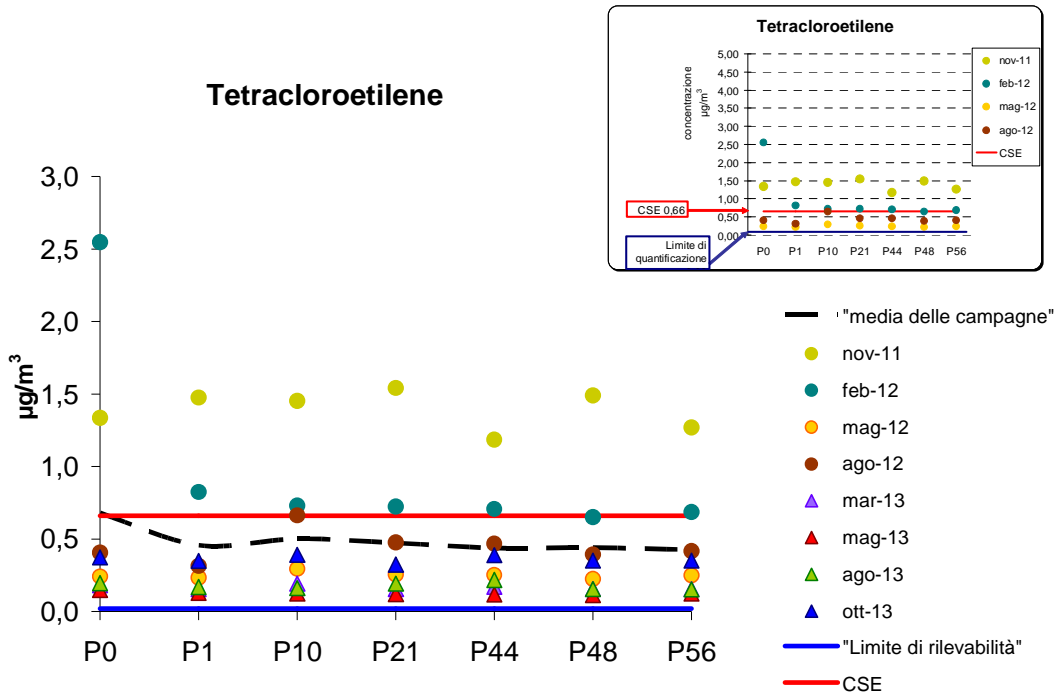 Tetracloroetilene
µg/m³
3,0
2,5
2,0
1,5
1,0
0,5
0,0
P0 P1 P10 P21 P44 P48 P56
Tetracloroetilene
concentrazione
µg/m³
5,00
4,50
4,00
3,50
3,00
2,50
2,00
1,50
1,00
0,50
0,00
P0 P1 P10 P21 P44 P48 P56
nov-11
feb-12
mag-12
ago-12
CSE
CSE 0,66
Limite di
quantificazione
"media delle campagne"
nov-11
feb-12
mag-12
ago-12
mar-13
mag-13
ago-13
ott-13
"Limite di rilevabilità"
CSE